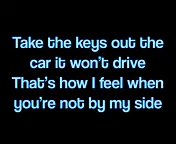 Take the keys out the
car it won't drive
That's how I feel when
you're not by my side